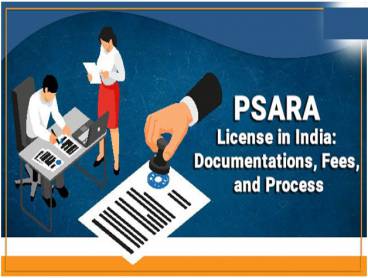 PSARA
License in India:
Documentations, Fees,
and Process